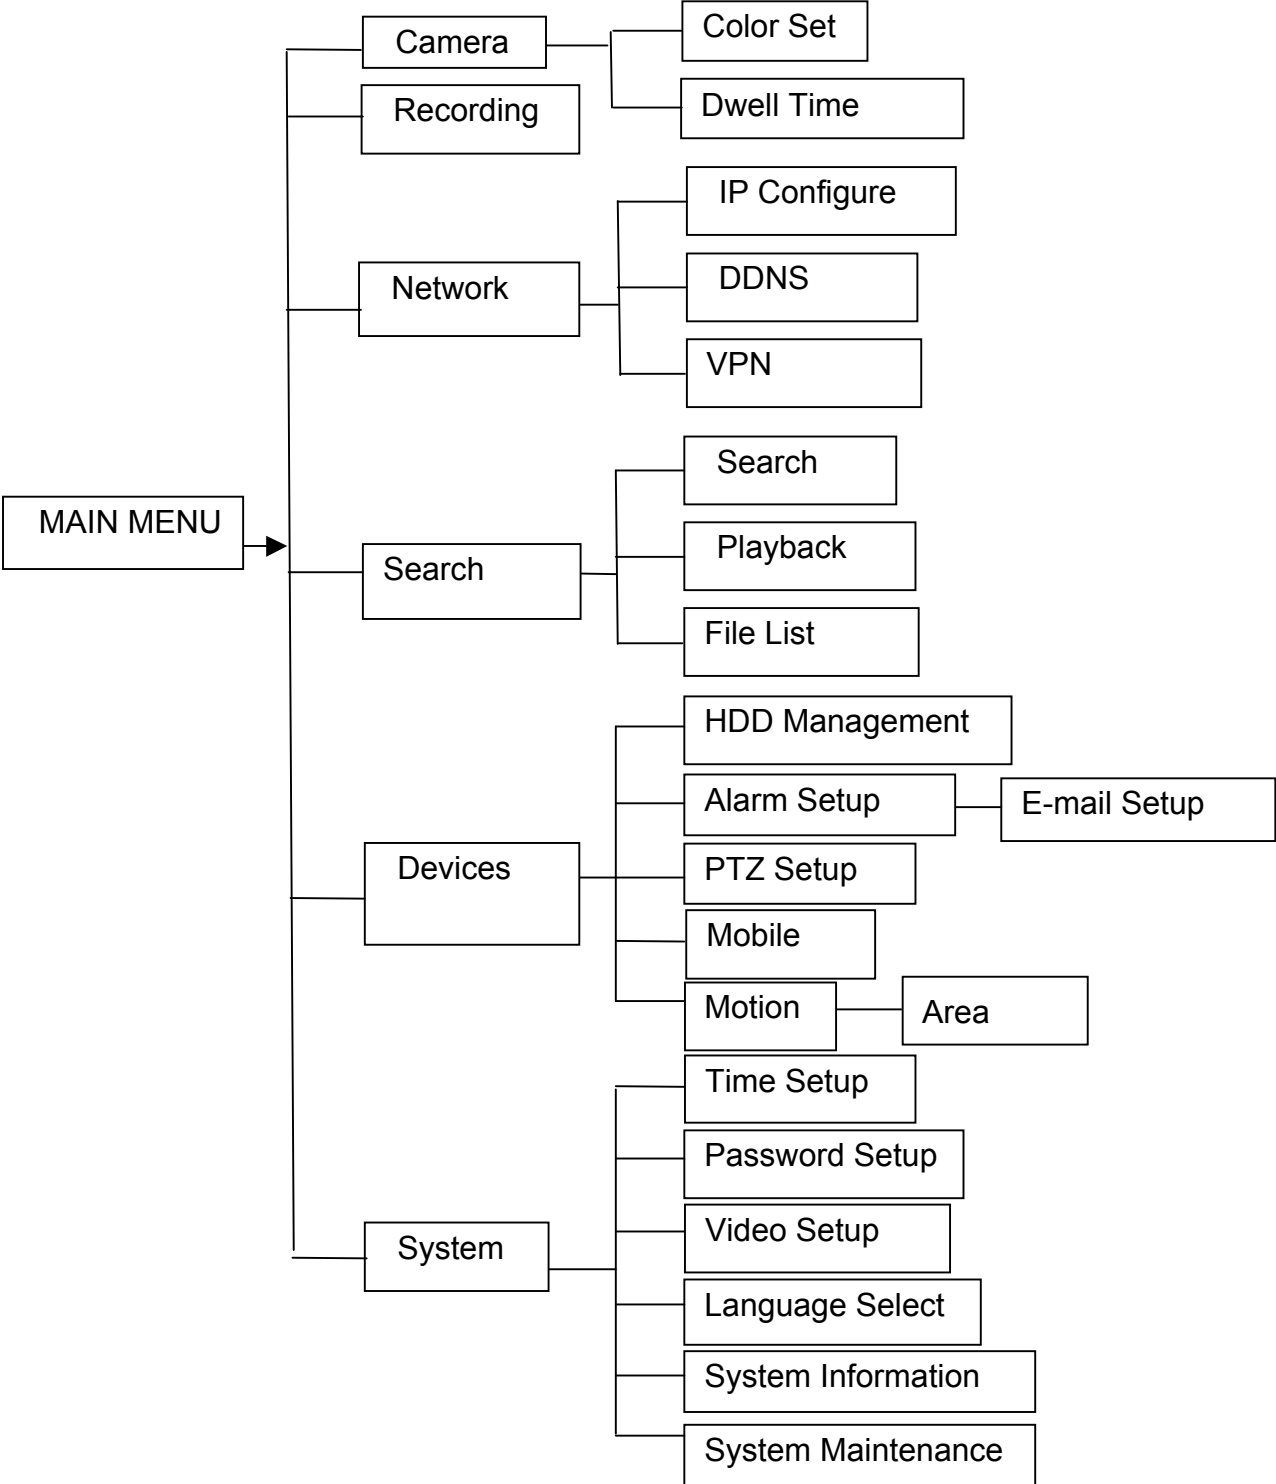 MAIN MENU
Camera
Color Set
Dwell Time
Recording
Network
IP Configure
DDNS
VPN
Search
Search
Playback
File List
Devices
HDD Management
Alarm Setup
E-mail Setup
PTZ Setup
Mobile
Motion
Area
System
Time Setup
Password Setup
Video Setup
Language Select
System Information
System Maintenance